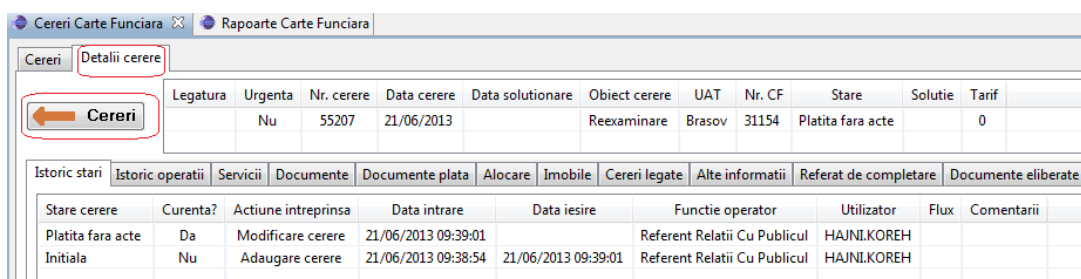 Cereri Carte Funciara Rapoarte Carte Funciara
Cereri Detalii cerere
Legatura Urgenta Nr. cerere Data cerere Data solutionare Obiect cerere UAT Nr. CF Stare Solutie Tarif
Cereri
Nu 55207 21/06/2013 Reexaminare Brasov 31154 Platita fara acte 0
Istoric stari Istoric operatii Servicii Documente Documente plata Alocare Imobile Cereri legate Alte informatii Referat de completare Documente eliberate
Stare cerere Curenta? Actiune intreprinsa Data intrare Data iesire Functie operator Utilizator Flux Comentarii
Platita fara acte Da Modificare cerere 21/06/2013 09:39:01 Referent Relatii Cu Publicul HAJNI.KOREH
Initiala Nu Adaugare cerere 21/06/2013 09:38:54 21/06/2013 09:39:01 Referent Relatii Cu Publicul HAJNI.KOREH